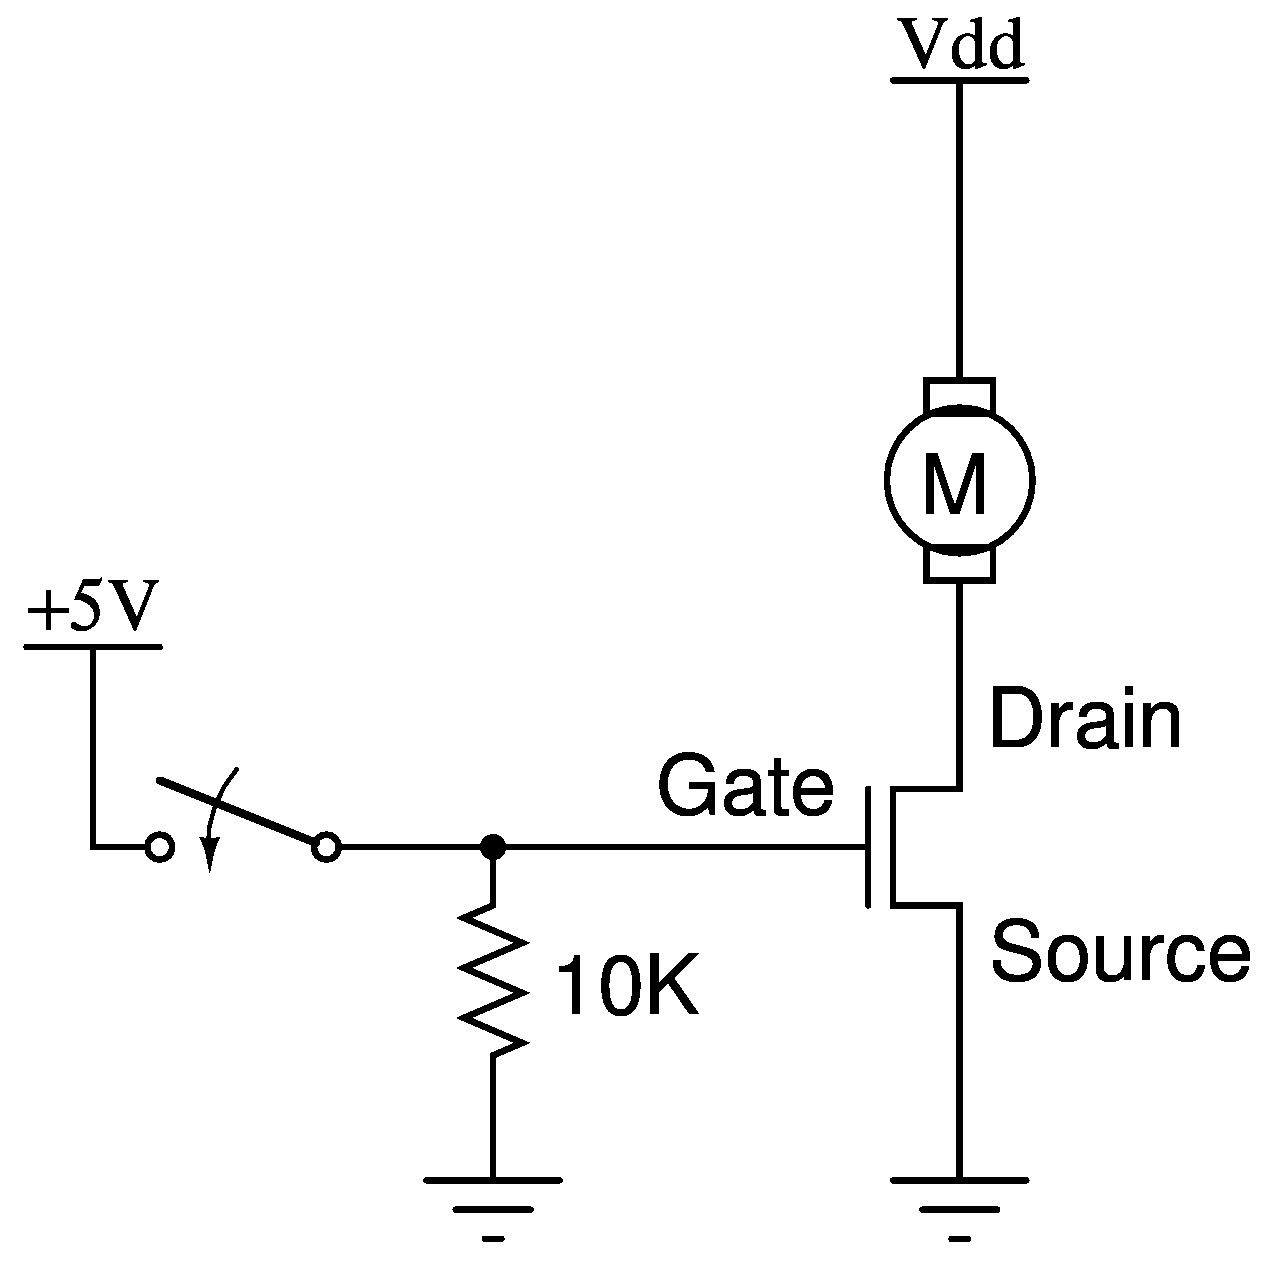 Vdd
M
+5V
Drain
Gate
Source
10K